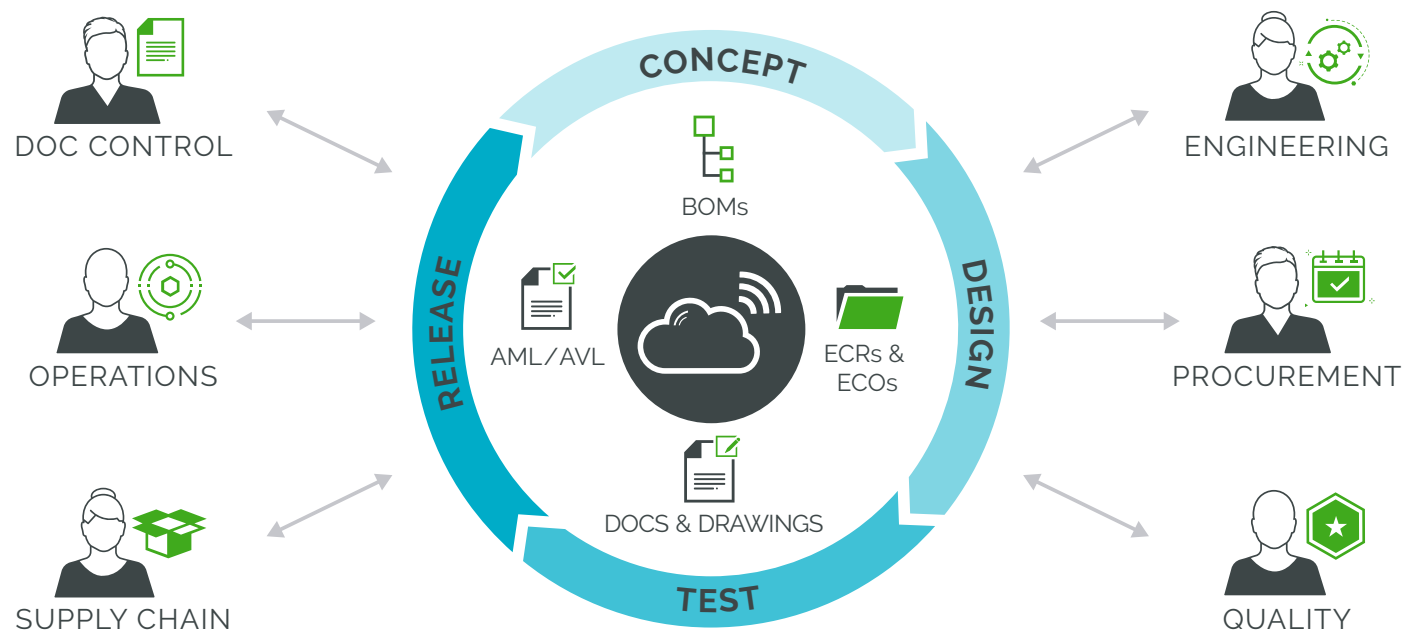 CONCEPT
DOC CONTROL
ENGINEERING
BOMs
RELEASE
DESIGN
AML/AVL
ECRs &
ECOs
OPERATIONS
PROCUREMENT
DOCS & DRAWINGS
TEST
SUPPLY CHAIN
QUALITY